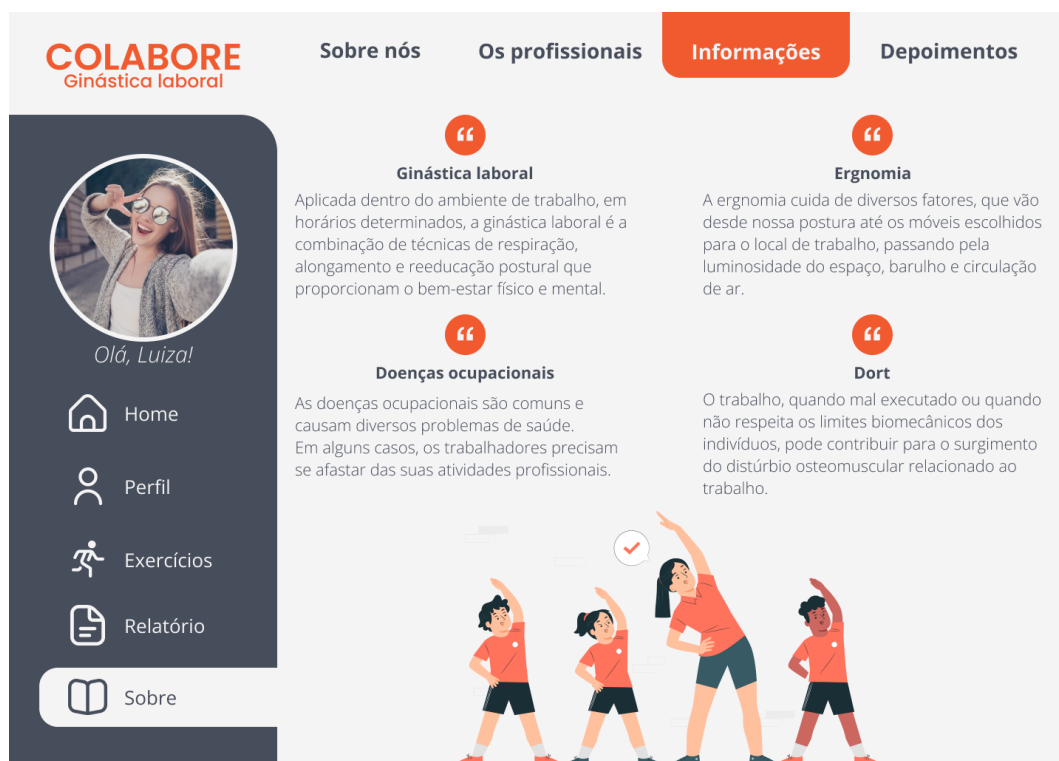 COLABORE
Ginástica laboral
Sobre nós
Os profissionais
Informações
Depoimentos
Olá, Luiza!
Home
Perfil
Exercícios
Relatório
Sobre
Ginástica laboral
Aplicada dentro do ambiente de trabalho, em
horários determinados, a ginástica laboral é a
combinação de técnicas de respiração,
alongamento e reeducação postural que
proporcionam o bem-estar físico e mental.
Ergnomia
A ergnomia cuida de diversos fatores, que vão
desde nossa postura até os móveis escolhidos
para o local de trabalho, passando pela
luminosidade do espaço, barulho e circulação
de ar.
Doenças ocupacionais
As doenças ocupacionais são comuns e
causam diversos problemas de saúde.
Em alguns casos, os trabalhadores precisam
se afastar das suas atividades profissionais.
Dort
O trabalho, quando mal executado ou quando
não respeita os limites biomecânicos dos
indivíduos, pode contribuir para o surgimento
do distúrbio osteomuscular relacionado ao
trabalho.